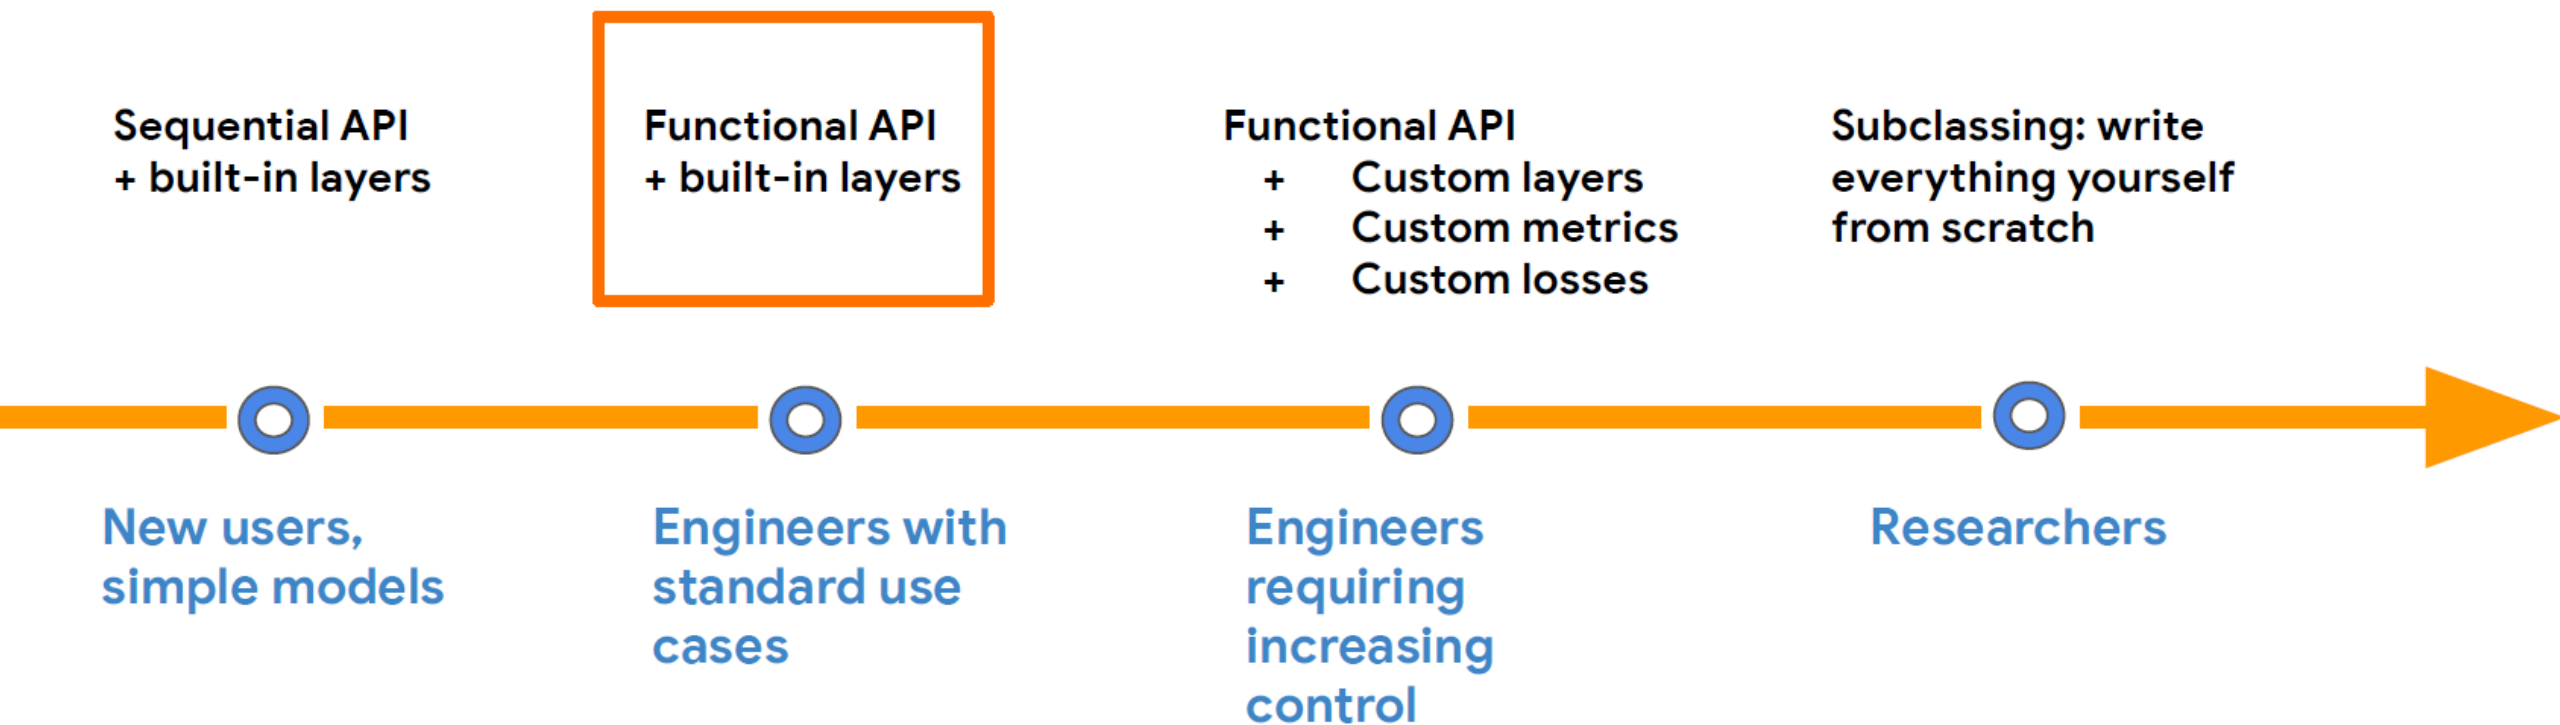 Sequential API
+ built-in layers
Functional API
+ built-in layers
Functional API
+ Custom layers
+ Custom metrics
+ Custom losses
Subclassing: write
everything yourself
from scratch
New users,
simple models
Engineers with
standard use
cases
Engineers
requiring
increasing
control
Researchers